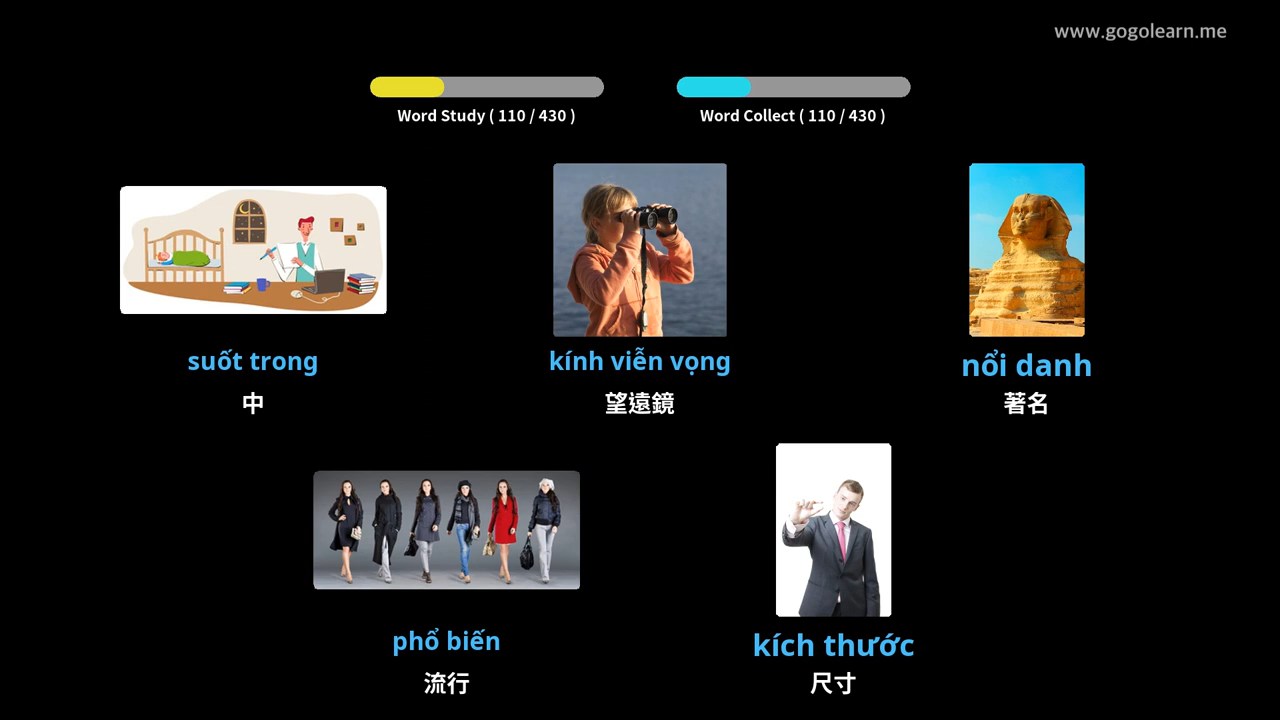 www.gogolearn.me
Word Study ( 110 / 430 )
Word Collect ( 110 / 430 )
suốt trong
中
kính viễn vọng
望遠鏡
nổi danh
著名
phổ biến
流行
kích thước
尺寸